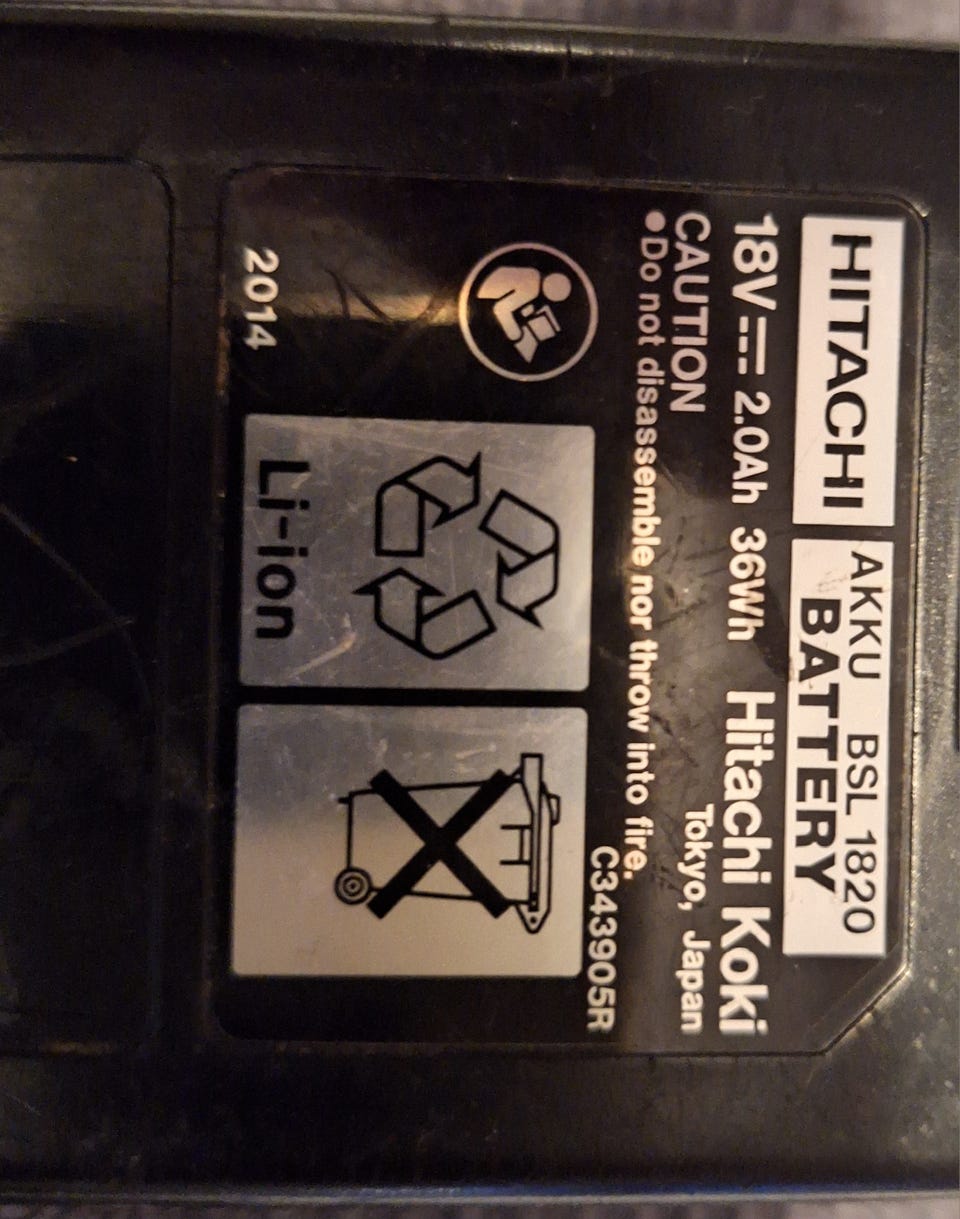 HITACHI
AKKU BSL 1820
BATTERY
18V 2.0Ah 36Wh Hitachi Koki
CAUTION Tokyo, Japan
●Do not disassemble nor throw into fire.
C343905R
2014
Li-ion